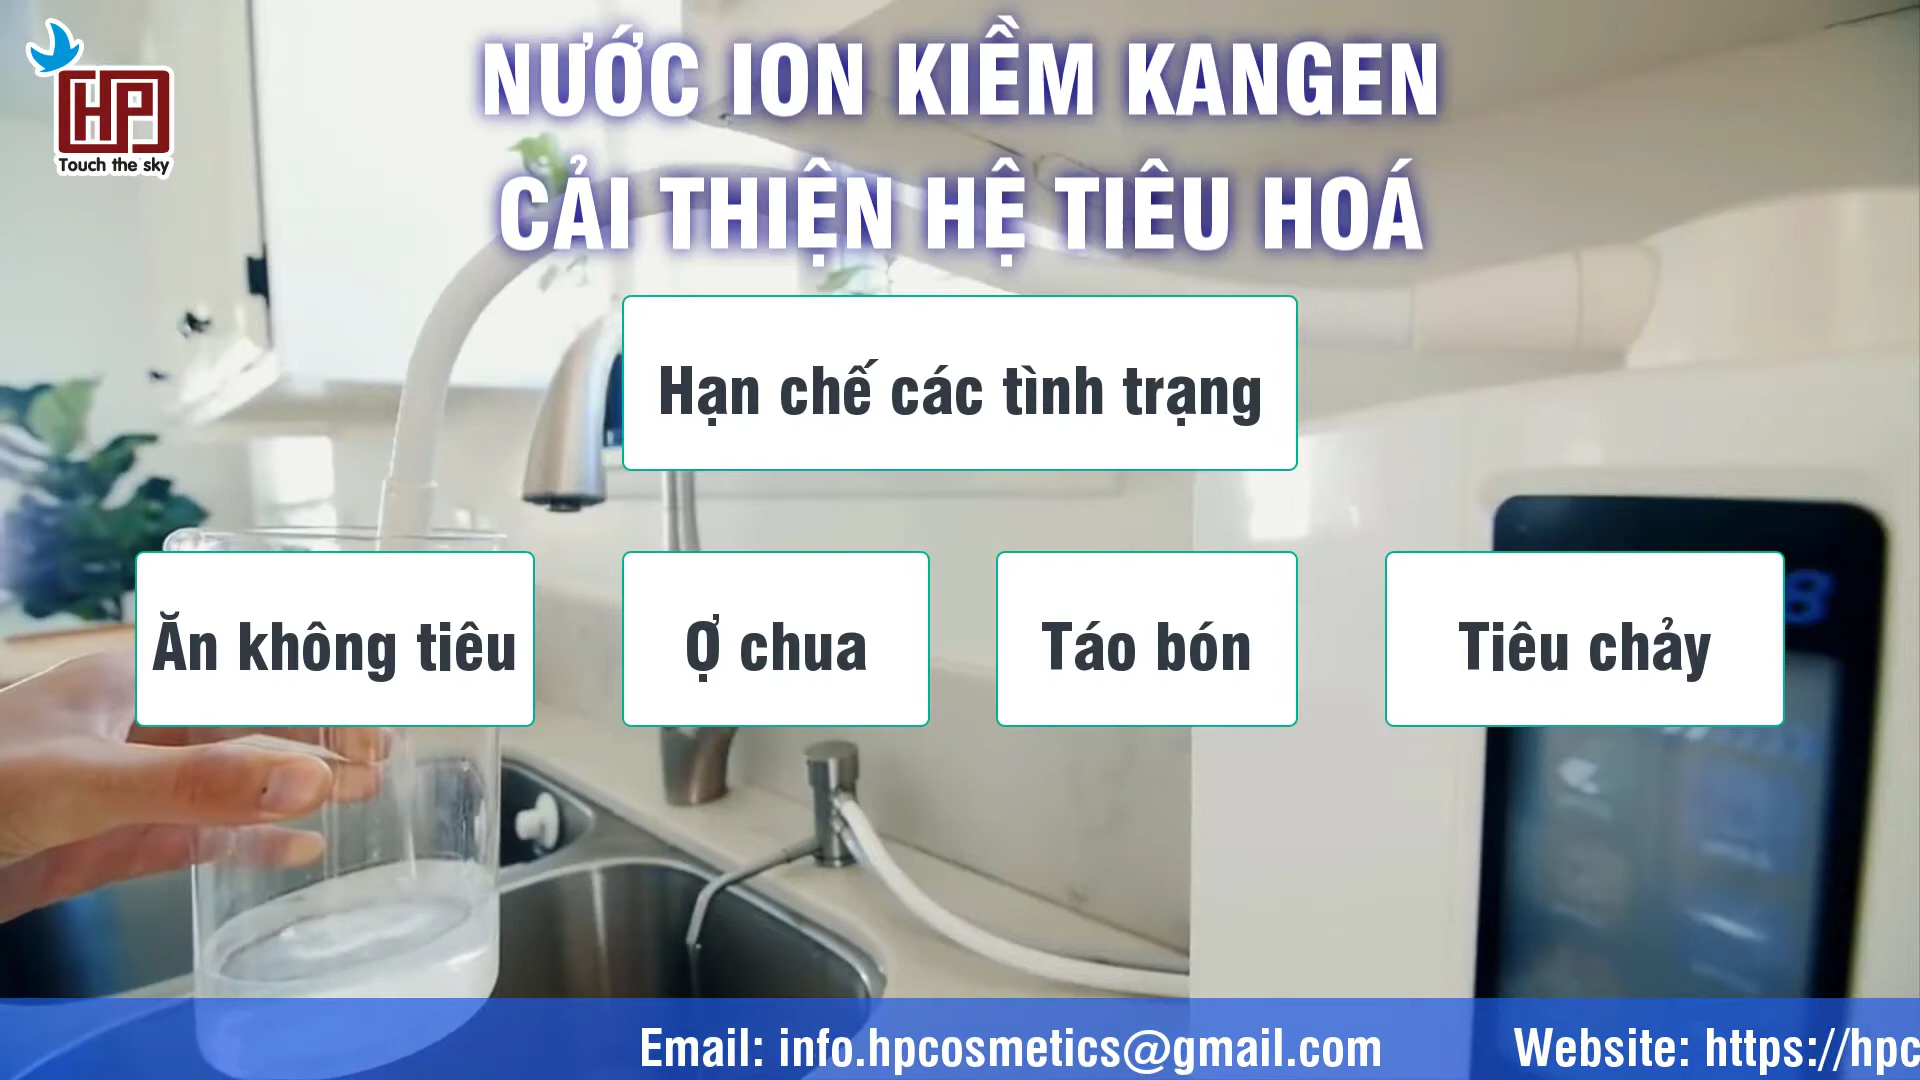 HP
Touch the sky
NƯỚC ION KIỀM KANGEN
CẢI THIỆN HỆ TIÊU HOÁ
Hạn chế các tình trạng
Ăn không tiêu
Ợ chua
Táo bón
Tiêu chảy
Email: info.hpcosmetics@gmail.com
Website: https://hpc